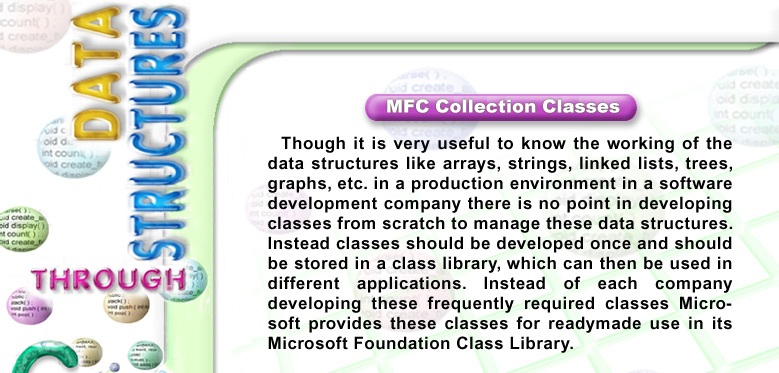 DATA
STRUCTURES
THROUGH
C
MFC Collection Classes
Though it is very useful to know the working of the
data structures like arrays, strings, linked lists, trees,
graphs, etc. in a production environment in a software
development company there is no point in developing
classes from scratch to manage these data structures.
Instead classes should be developed once and should
be stored in a class library, which can then be used in
different applications. Instead of each company
developing these frequently required classes Micro-
soft provides these classes for readymade use in its
Microsoft Foundation Class Library.